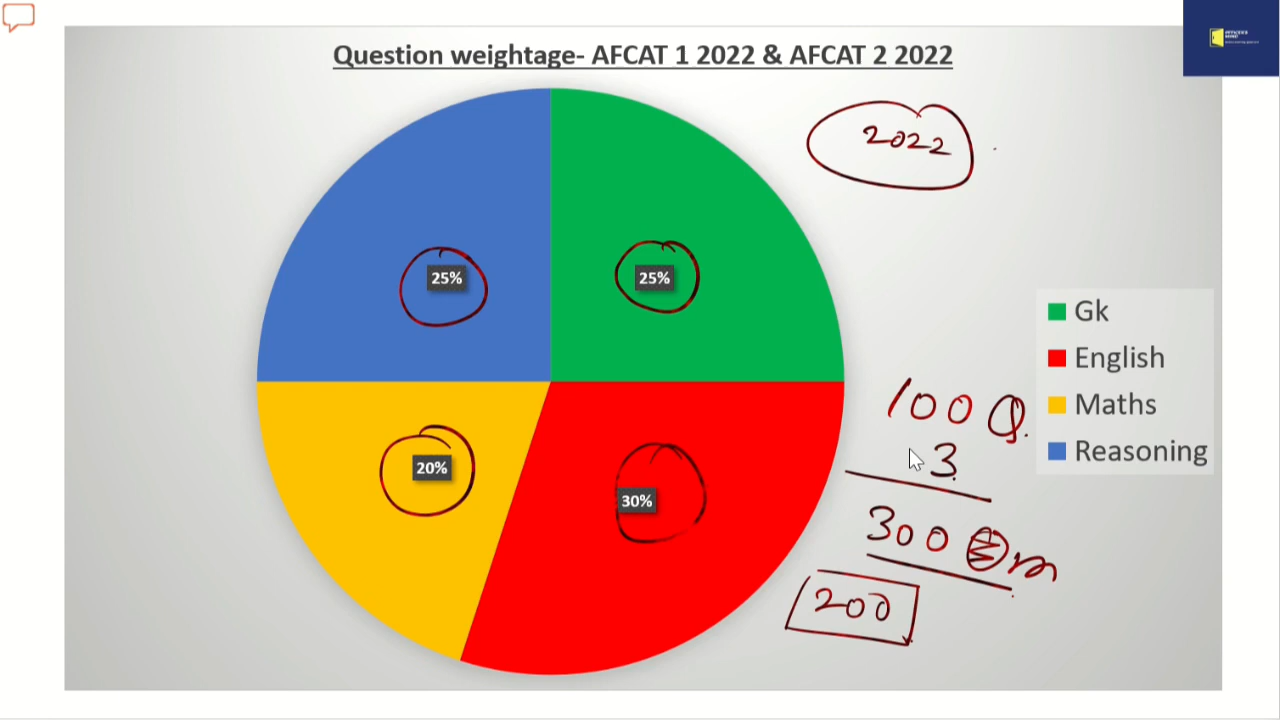 Question weightage- AFCAT 1 2022 & AFCAT 2 2022
2022
25%
25%
Gk
English
Maths
Reasoning
100 Q.
3
20%
30%
300 m
200